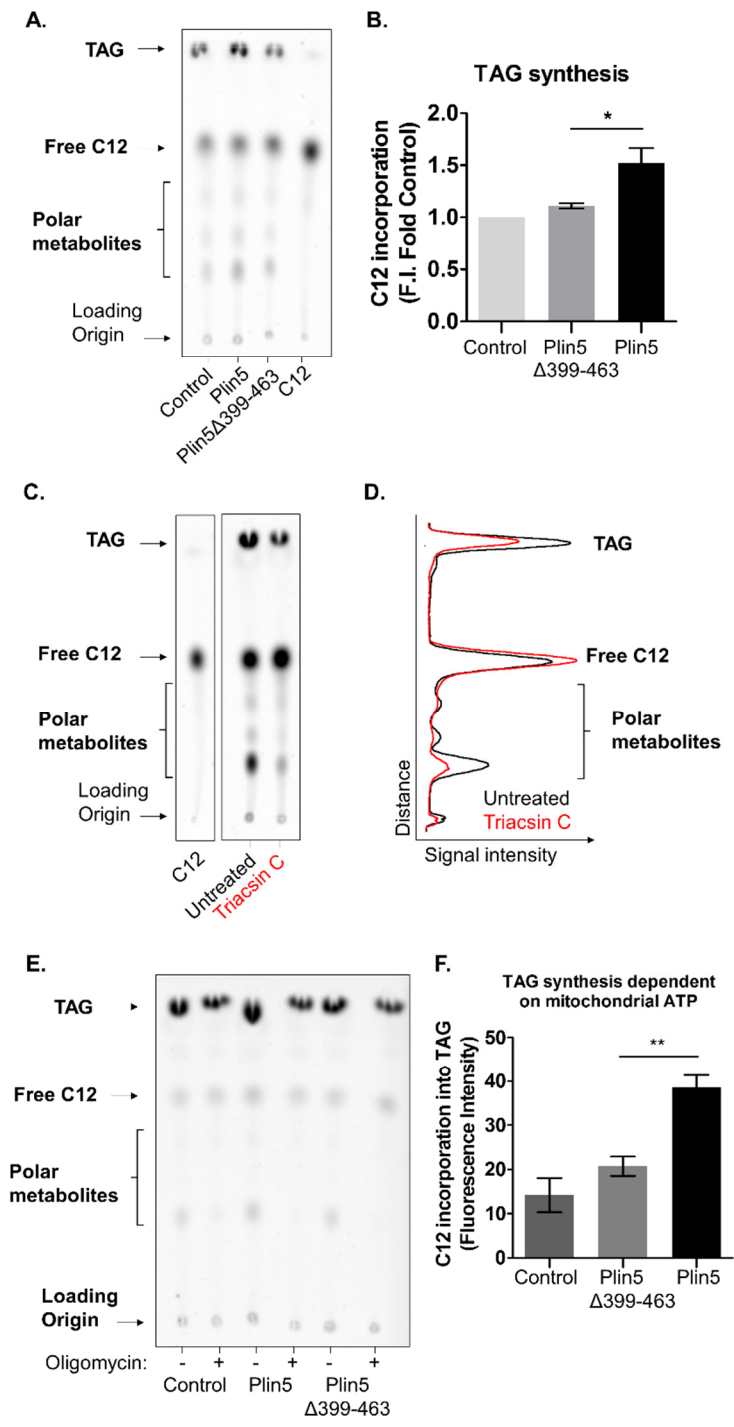 A.
TAG
Free C12
Polar
metabolites
Loading
Origin
Control
Plin5
Plin5Δ399-463
C12
B.
TAG synthesis
C12 incorporation
(F.I. Fold Control)
2.0
1.5
1.0
0.5
0.0
*
Control
Plin5
Δ399-463
Plin5
C.
TAG
Free C12
Polar
metabolites
Loading
Origin
C12
Untreated
Triacsin C
D.
TAG
Free C12
Polar
metabolites
Distance
Untreated
Triacsin C
Signal intensity
E.
TAG
Free C12
Polar
metabolites
Loading
Origin
Oligomycin: - + - + - +
Control Plin5 Plin5
Δ399-463
F.
TAG synthesis dependent
on mitochondrial ATP
C12 incorporation into TAG
(Fluorescence Intensity)
50
40
30
20
10
0
**
Control
Plin5
Δ399-463
Plin5